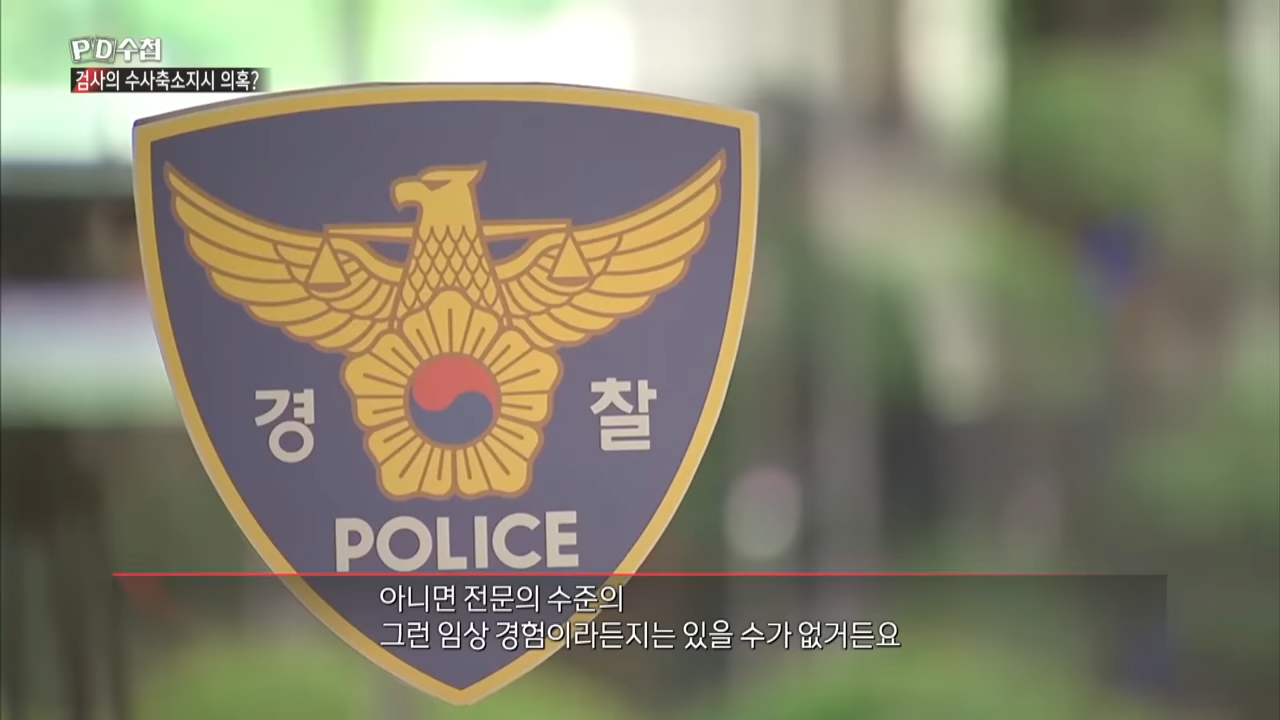 PD수첩
검사의 수사축소지시 의혹?
경 찰
POLICE
아니면 전문의 수준의
그런 임상 경험이라든지는 있을 수가 없거든요